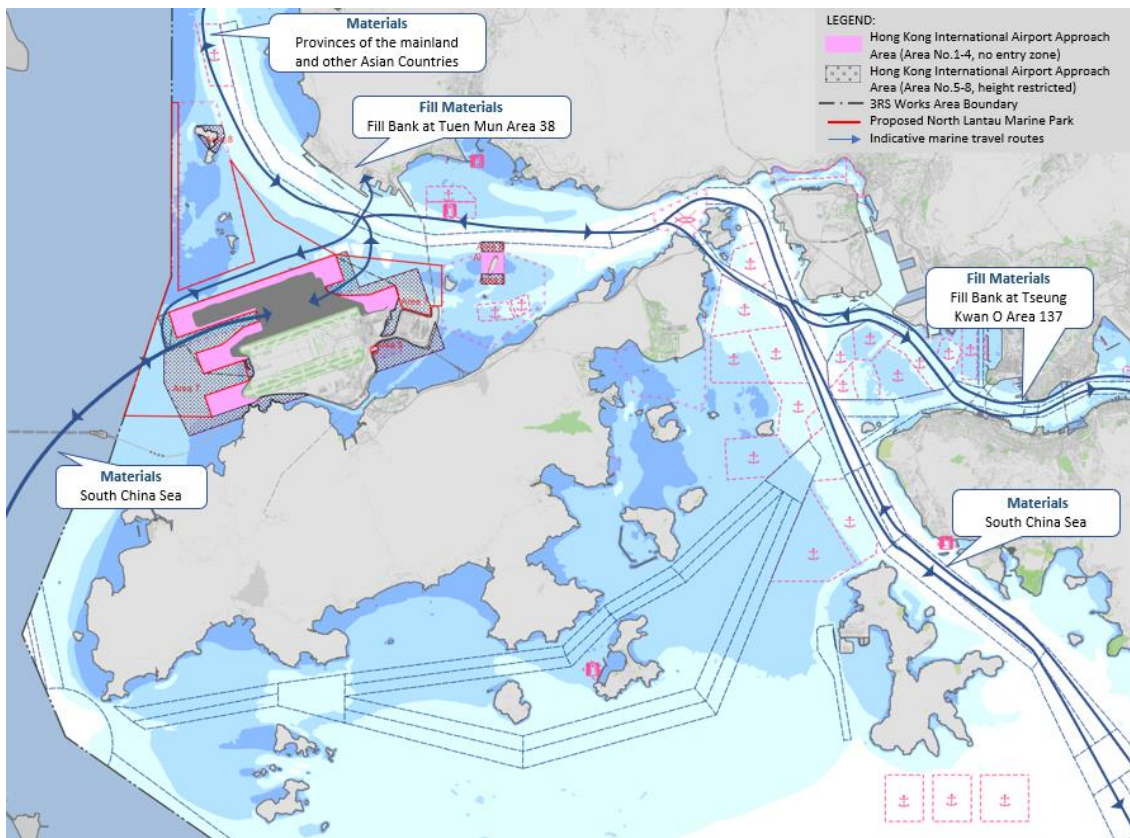 Materials
Provinces of the mainland
and other Asian Countries
Fill Materials
Fill Bank at Tuen Mun Area 38
LEGEND:
Hong Kong International Airport Approach
Area (Area No.1-4, no entry zone)
Hong Kong International Airport Approach
Area (Area No.5-8, height restricted)
3RS Works Area Boundary
Proposed North Lantau Marine Park
Indicative marine travel routes
Fill Materials
Fill Bank at Tseung
Kwan O Area 137
Area 7
Materials
South China Sea
Materials
South China Sea